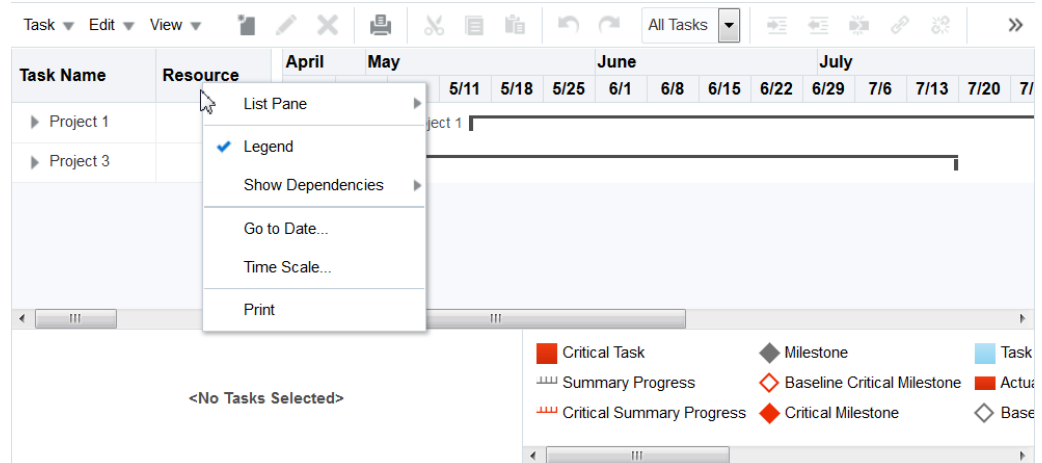 Task Edit View All Tasks
Task Name Resource April May June July
5/11 5/18 5/25 6/1 6/8 6/15 6/22 6/29 7/6 7/13 7/20 7/
List Pane
Project 1 ject 1
Legend
Project 3
Show Dependencies
Go to Date...
Time Scale...
Print
Critical Task Milestone Task
Summary Progress Baseline Critical Milestone Actua
<No Tasks Selected>
Critical Summary Progress Critical Milestone Base